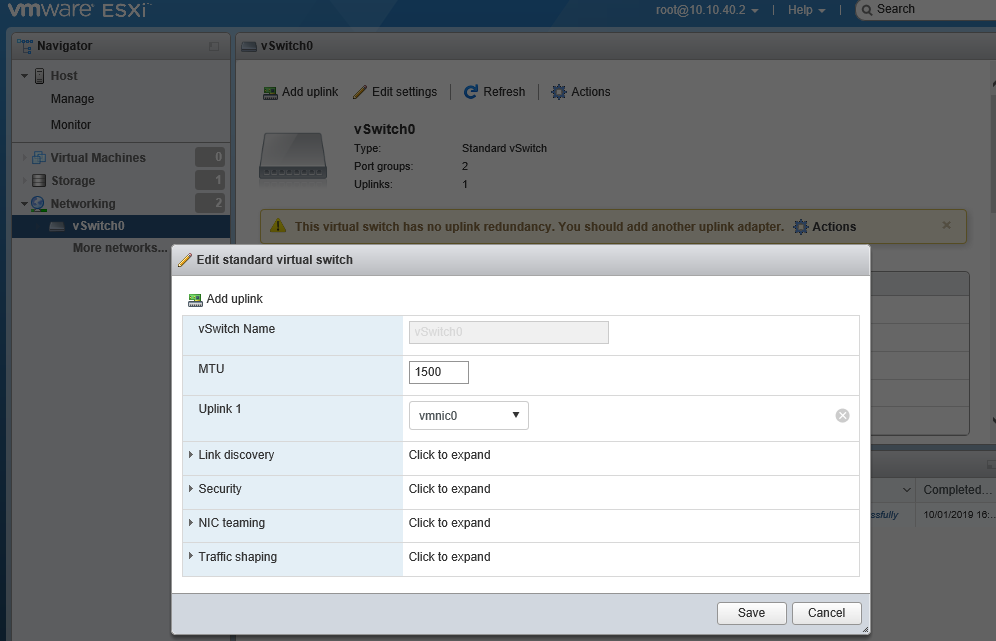 vmware ESXi
root@10.10.40.2 | Help | Search
Navigator
Host
Manage
Monitor
Virtual Machines 0
Storage 1
Networking 2
vSwitch0
More networks...
vSwitch0
Add uplink Edit settings | Refresh | Actions
vSwitch0
Type: Standard vSwitch
Port groups: 2
Uplinks: 1
This virtual switch has no uplink redundancy. You should add another uplink adapter. Actions
Edit standard virtual switch
Add uplink
vSwitch Name vSwitch0
MTU 1500
Uplink 1 vmnic0
Link discovery Click to expand
Security Click to expand
NIC teaming Click to expand
Traffic shaping Click to expand
Save Cancel
Completed...
ssfully 10/01/2019 16:...